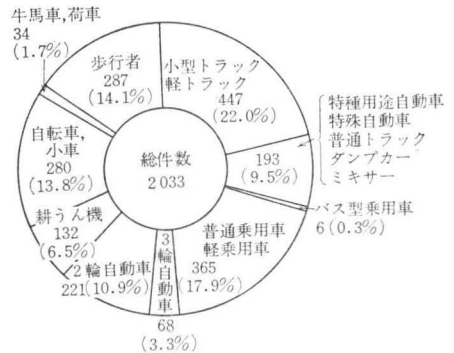 牛馬車，荷車
34
(1.7%)
歩行者
287
(14.1%)
小型トラック
軽トラック
447
(22.0%)
特種用途自動車
特殊自動車
普通トラック
ダンプカー
ミキサー
193
(9.5%)
バス型乗用車
6(0.3%)
普通乗用車
軽乗用車
365
(17.9%)
3輪自動車
68
(3.3%)
2輪自動車
221(10.9%)
耕うん機
132
(6.5%)
自転車，
小車
280
(13.8%)
総件数
2033